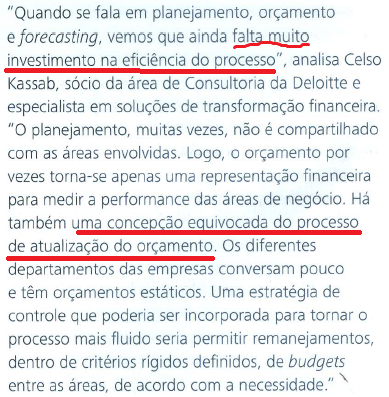 “Quando se fala em planejamento, orçamento
e forecasting, vemos que ainda falta muito
investimento na eficiência do processo”, analisa Celso
Kassab, sócio da área de Consultoria da Deloitte e
especialista em soluções de transformação financeira.
“O planejamento, muitas vezes, não é compartilhado
com as áreas envolvidas. Logo, o orçamento por
vezes torna-se apenas uma representação financeira
para medir a performance das áreas de negócio. Há
também uma concepção equivocada do processo
de atualização do orçamento. Os diferentes
departamentos das empresas conversam pouco
e têm orçamentos estáticos. Uma estratégia de
controle que poderia ser incorporada para tornar o
processo mais fluido seria permitir remanejamentos,
dentro de critérios rígidos definidos, de budgets
entre as áreas, de acordo com a necessidade.”